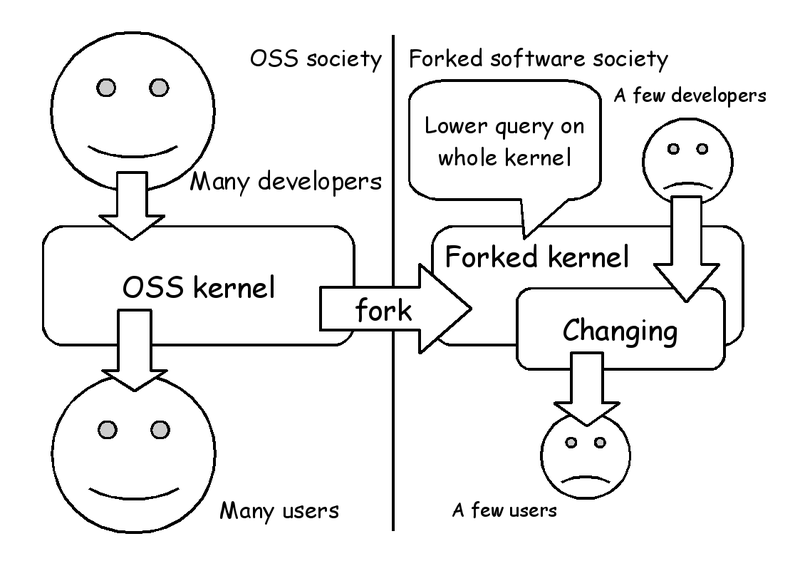 OSS society
Many developers
OSS kernel
Many users
fork
Forked software society
A few developers
Lower query on
whole kernel
Forked kernel
Changing
A few users